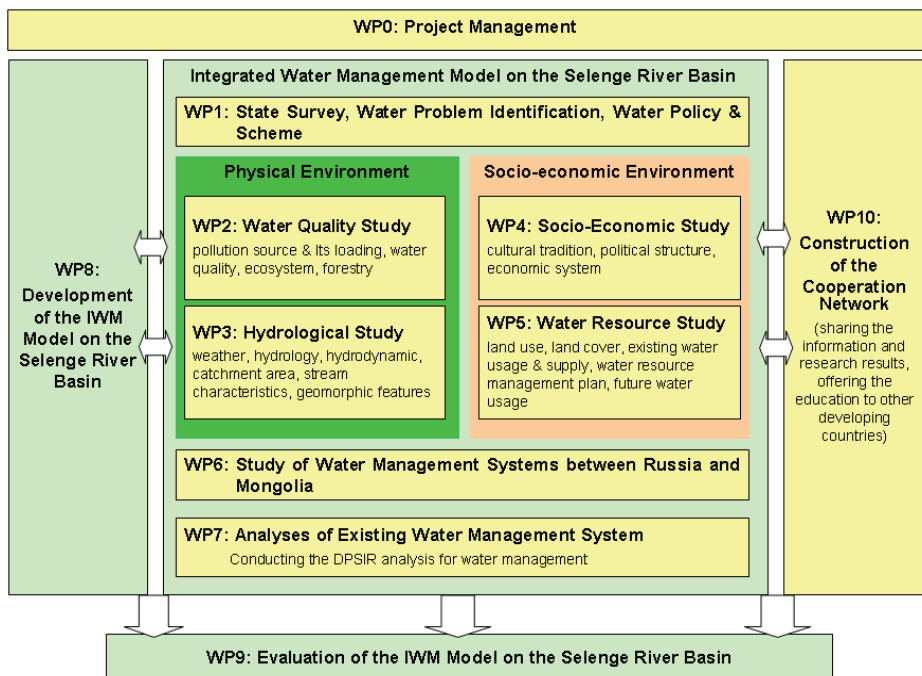 WP0: Project Management
Integrated Water Management Model on the Selenge River Basin
WP1: State Survey, Water Problem Identification, Water Policy &
Scheme
Physical Environment
WP2: Water Quality Study
pollution source & Its loading, water
quality, ecosystem, forestry
WP3: Hydrological Study
weather, hydrology, hydrodynamic,
catchment area, stream
characteristics, geomorphic features
Socio-economic Environment
WP4: Socio-Economic Study
cultural tradition, political structure,
economic system
WP5: Water Resource Study
land use, land cover, existing water
usage & supply, water resource
management plan, future water
usage
WP6: Study of Water Management Systems between Russia and
Mongolia
WP7: Analyses of Existing Water Management System
Conducting the DPSIR analysis for water management
WP8:
Development of
the IWM
Model on the
Selenge River
Basin
WP10:
Construction
of the
Cooperation
Network
(sharing the
information and
research results,
offering the
education to other
developing
countries)
WP9: Evaluation of the IWM Model on the Selenge River Basin